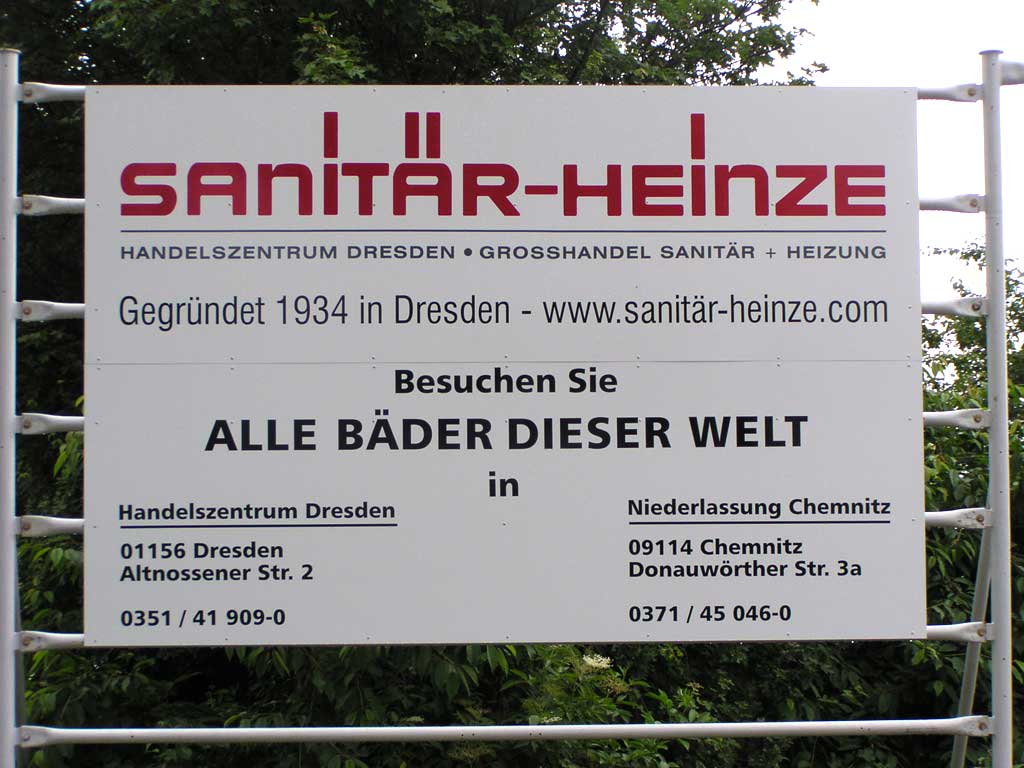 SANITÄR-HEINZE
HANDELSZENTRUM DRESDEN • GROSSHANDEL SANITÄR + HEIZUNG
Gegründet 1934 in Dresden - www.sanitär-heinze.com
Besuchen Sie
ALLE BÄDER DIESER WELT
in
Handelszentrum Dresden
01156 Dresden
Altnossener Str. 2
0351 / 41 909-0
Niederlassung Chemnitz
09114 Chemnitz
Donauwörther Str. 3a
0371 / 45 046-0